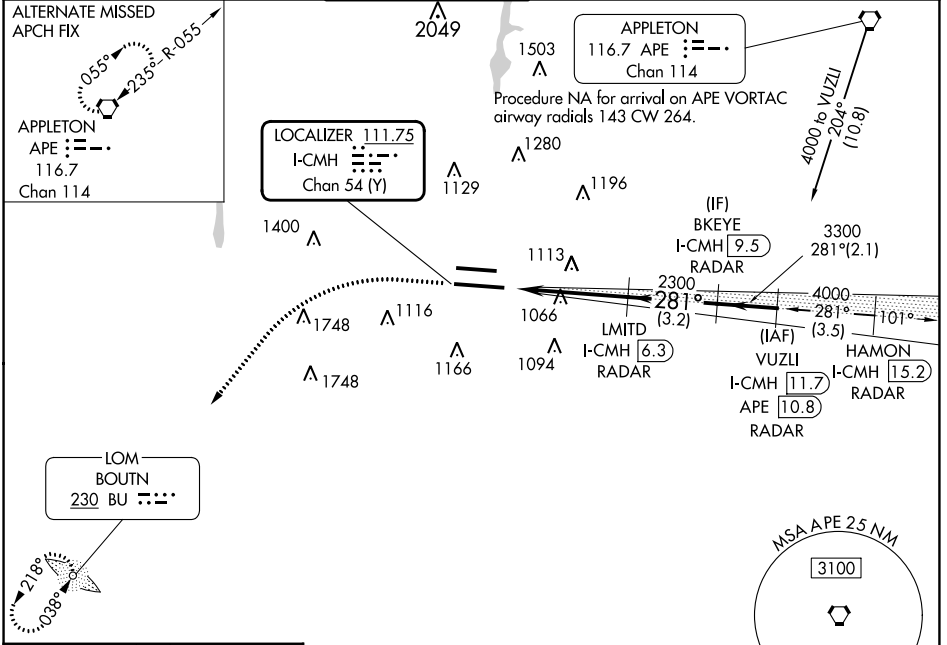 ALTERNATE MISSED
APCH FIX
055°
235°
R-055
APPLETON
APE
116.7
Chan 114
2049
1503
APPLETON
116.7 APE
Chan 114
Procedure NA for arrival on APE VORTAC
airway radials 143 CW 264.
4000 to VUZLI
204°
(10.8)
LOCALIZER 111.75
I-CMH
Chan 54 (Y)
1280
1129
1196
1400
1113
(IF)
BKEYE
I-CMH 9.5
RADAR
3300
281°(2.1)
2300
281°
(3.2)
4000
281°
(3.5)
101°
1066
1748
1116
1748
1166
1094
LMITD
I-CMH 6.3
RADAR
(IAF)
VUZLI
I-CMH 11.7
APE 10.8
RADAR
HAMON
I-CMH 15.2
RADAR
LOM
BOUTN
230 BU
218°
038°
MSA APE 25 NM
3100